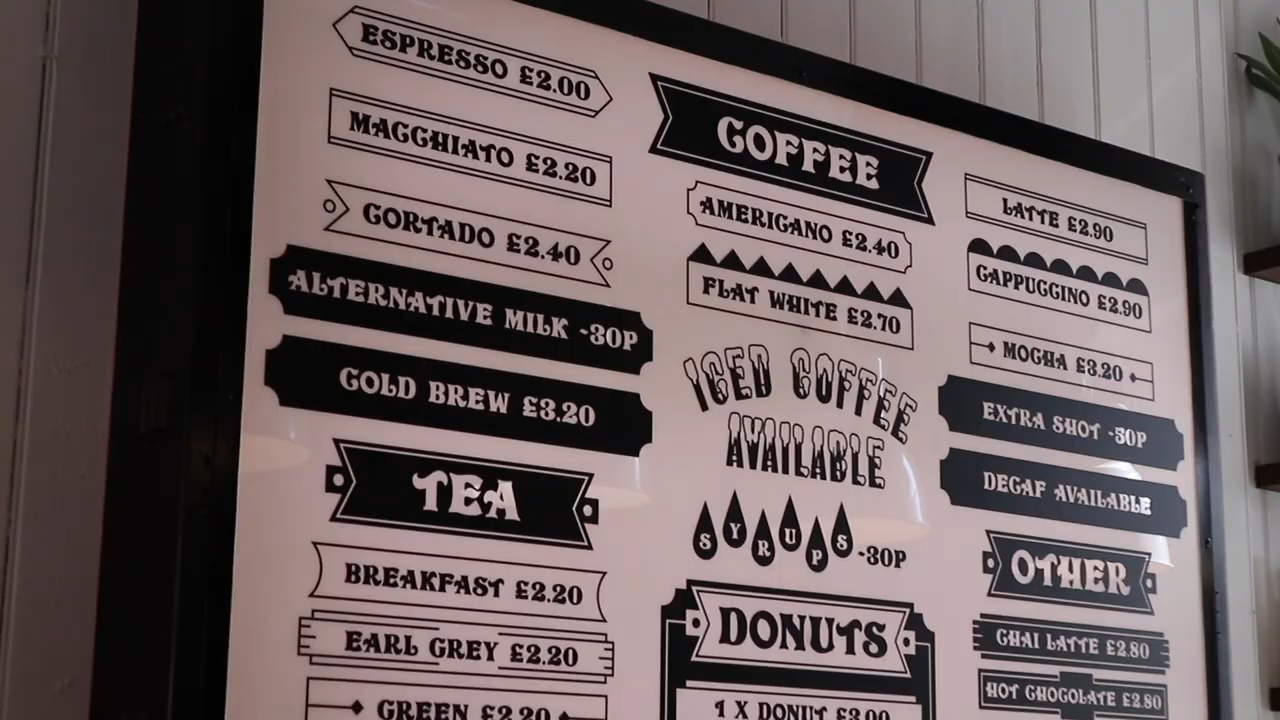 ESPRESSO £2.00
MACCHIATO £2.20
CORTADO £2.40
ALTERNATIVE MILK -30P
COLD BREW £3.20
TEA
BREAKFAST £2.20
EARL GREY £2.20
GREEN £2.20
COFFEE
AMERICANO £2.40
FLAT WHITE £2.70
ICED COFFEE
AVAILABLE
SYRUPS -30P
DONUTS
1 X DONUT £3.00
LATTE £2.90
CAPPUCCINO £2.90
MOCHA £3.20
EXTRA SHOT -50P
DECAF AVAILABLE
OTHER
CHAI LATTE £2.80
HOT CHOCOLATE £2.80